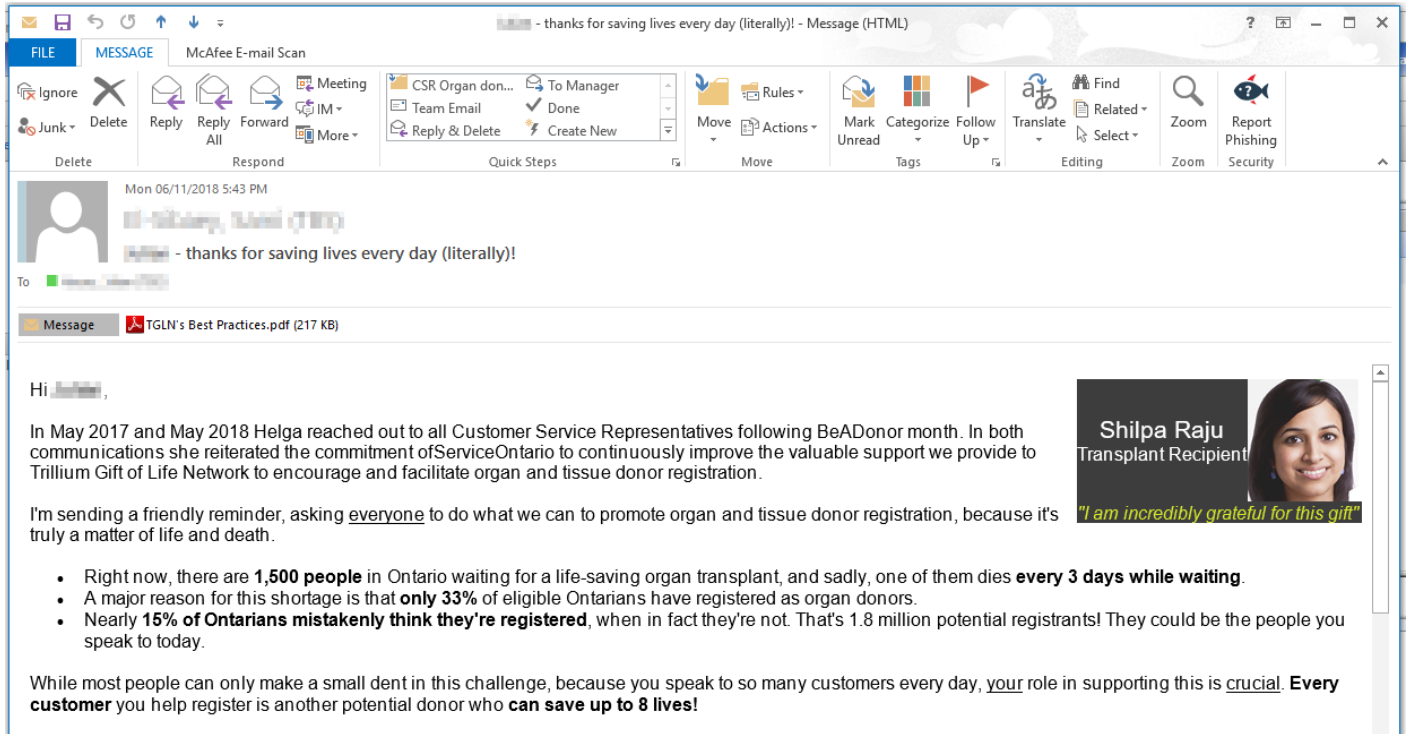 - thanks for saving lives every day (literally)! - Message (HTML)
FILE MESSAGE McAfee E-mail Scan
Ignore
Junk
Delete
Reply
Reply All
Forward
Meeting
IM
More
CSR Organ don...
Team Email
Reply & Delete
To Manager
Done
Create New
Move
Rules
Actions
Mark Unread
Categorize
Follow Up
Translate
Find
Related
Select
Zoom
Report Phishing
Delete Respond Quick Steps Move Tags Editing Zoom Security
Mon 06/11/2018 5:43 PM
- thanks for saving lives every day (literally)!
To
Message TGLN's Best Practices.pdf (217 KB)
Hi ,
In May 2017 and May 2018 Helga reached out to all Customer Service Representatives following BeADonor month. In both
communications she reiterated the commitment ofServiceOntario to continuously improve the valuable support we provide to
Trillium Gift of Life Network to encourage and facilitate organ and tissue donor registration.
I'm sending a friendly reminder, asking everyone to do what we can to promote organ and tissue donor registration, because it's
truly a matter of life and death.
Shilpa Raju
Transplant Recipient
"I am incredibly grateful for this gift"
• Right now, there are 1,500 people in Ontario waiting for a life-saving organ transplant, and sadly, one of them dies every 3 days while waiting.
• A major reason for this shortage is that only 33% of eligible Ontarians have registered as organ donors.
• Nearly 15% of Ontarians mistakenly think they're registered, when in fact they're not. That's 1.8 million potential registrants! They could be the people you
speak to today.
While most people can only make a small dent in this challenge, because you speak to so many customers every day, your role in supporting this is crucial. Every
customer you help register is another potential donor who can save up to 8 lives!